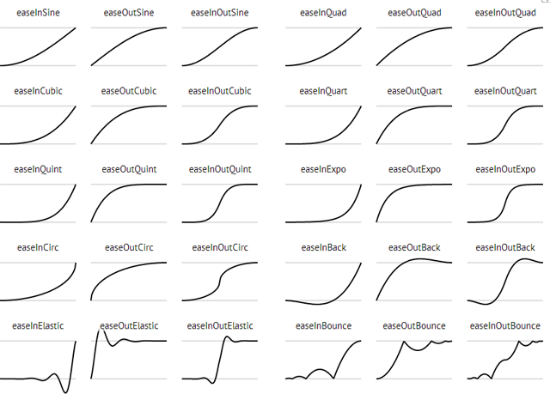 easeInSine easeOutSine easeInOutSine easeInQuad easeOutQuad easeInOutQuad
easeInCubic easeOutCubic easeInOutCubic easeInQuart easeOutQuart easeInOutQuart
easeInQuint easeOutQuint easeInOutQuint easeInExpo easeOutExpo easeInOutExpo
easeInCirc easeOutCirc easeInOutCirc easeInBack easeOutBack easeInOutBack
easeInElastic easeOutElastic easeInOutElastic easeInBounce easeOutBounce easeInOutBounce